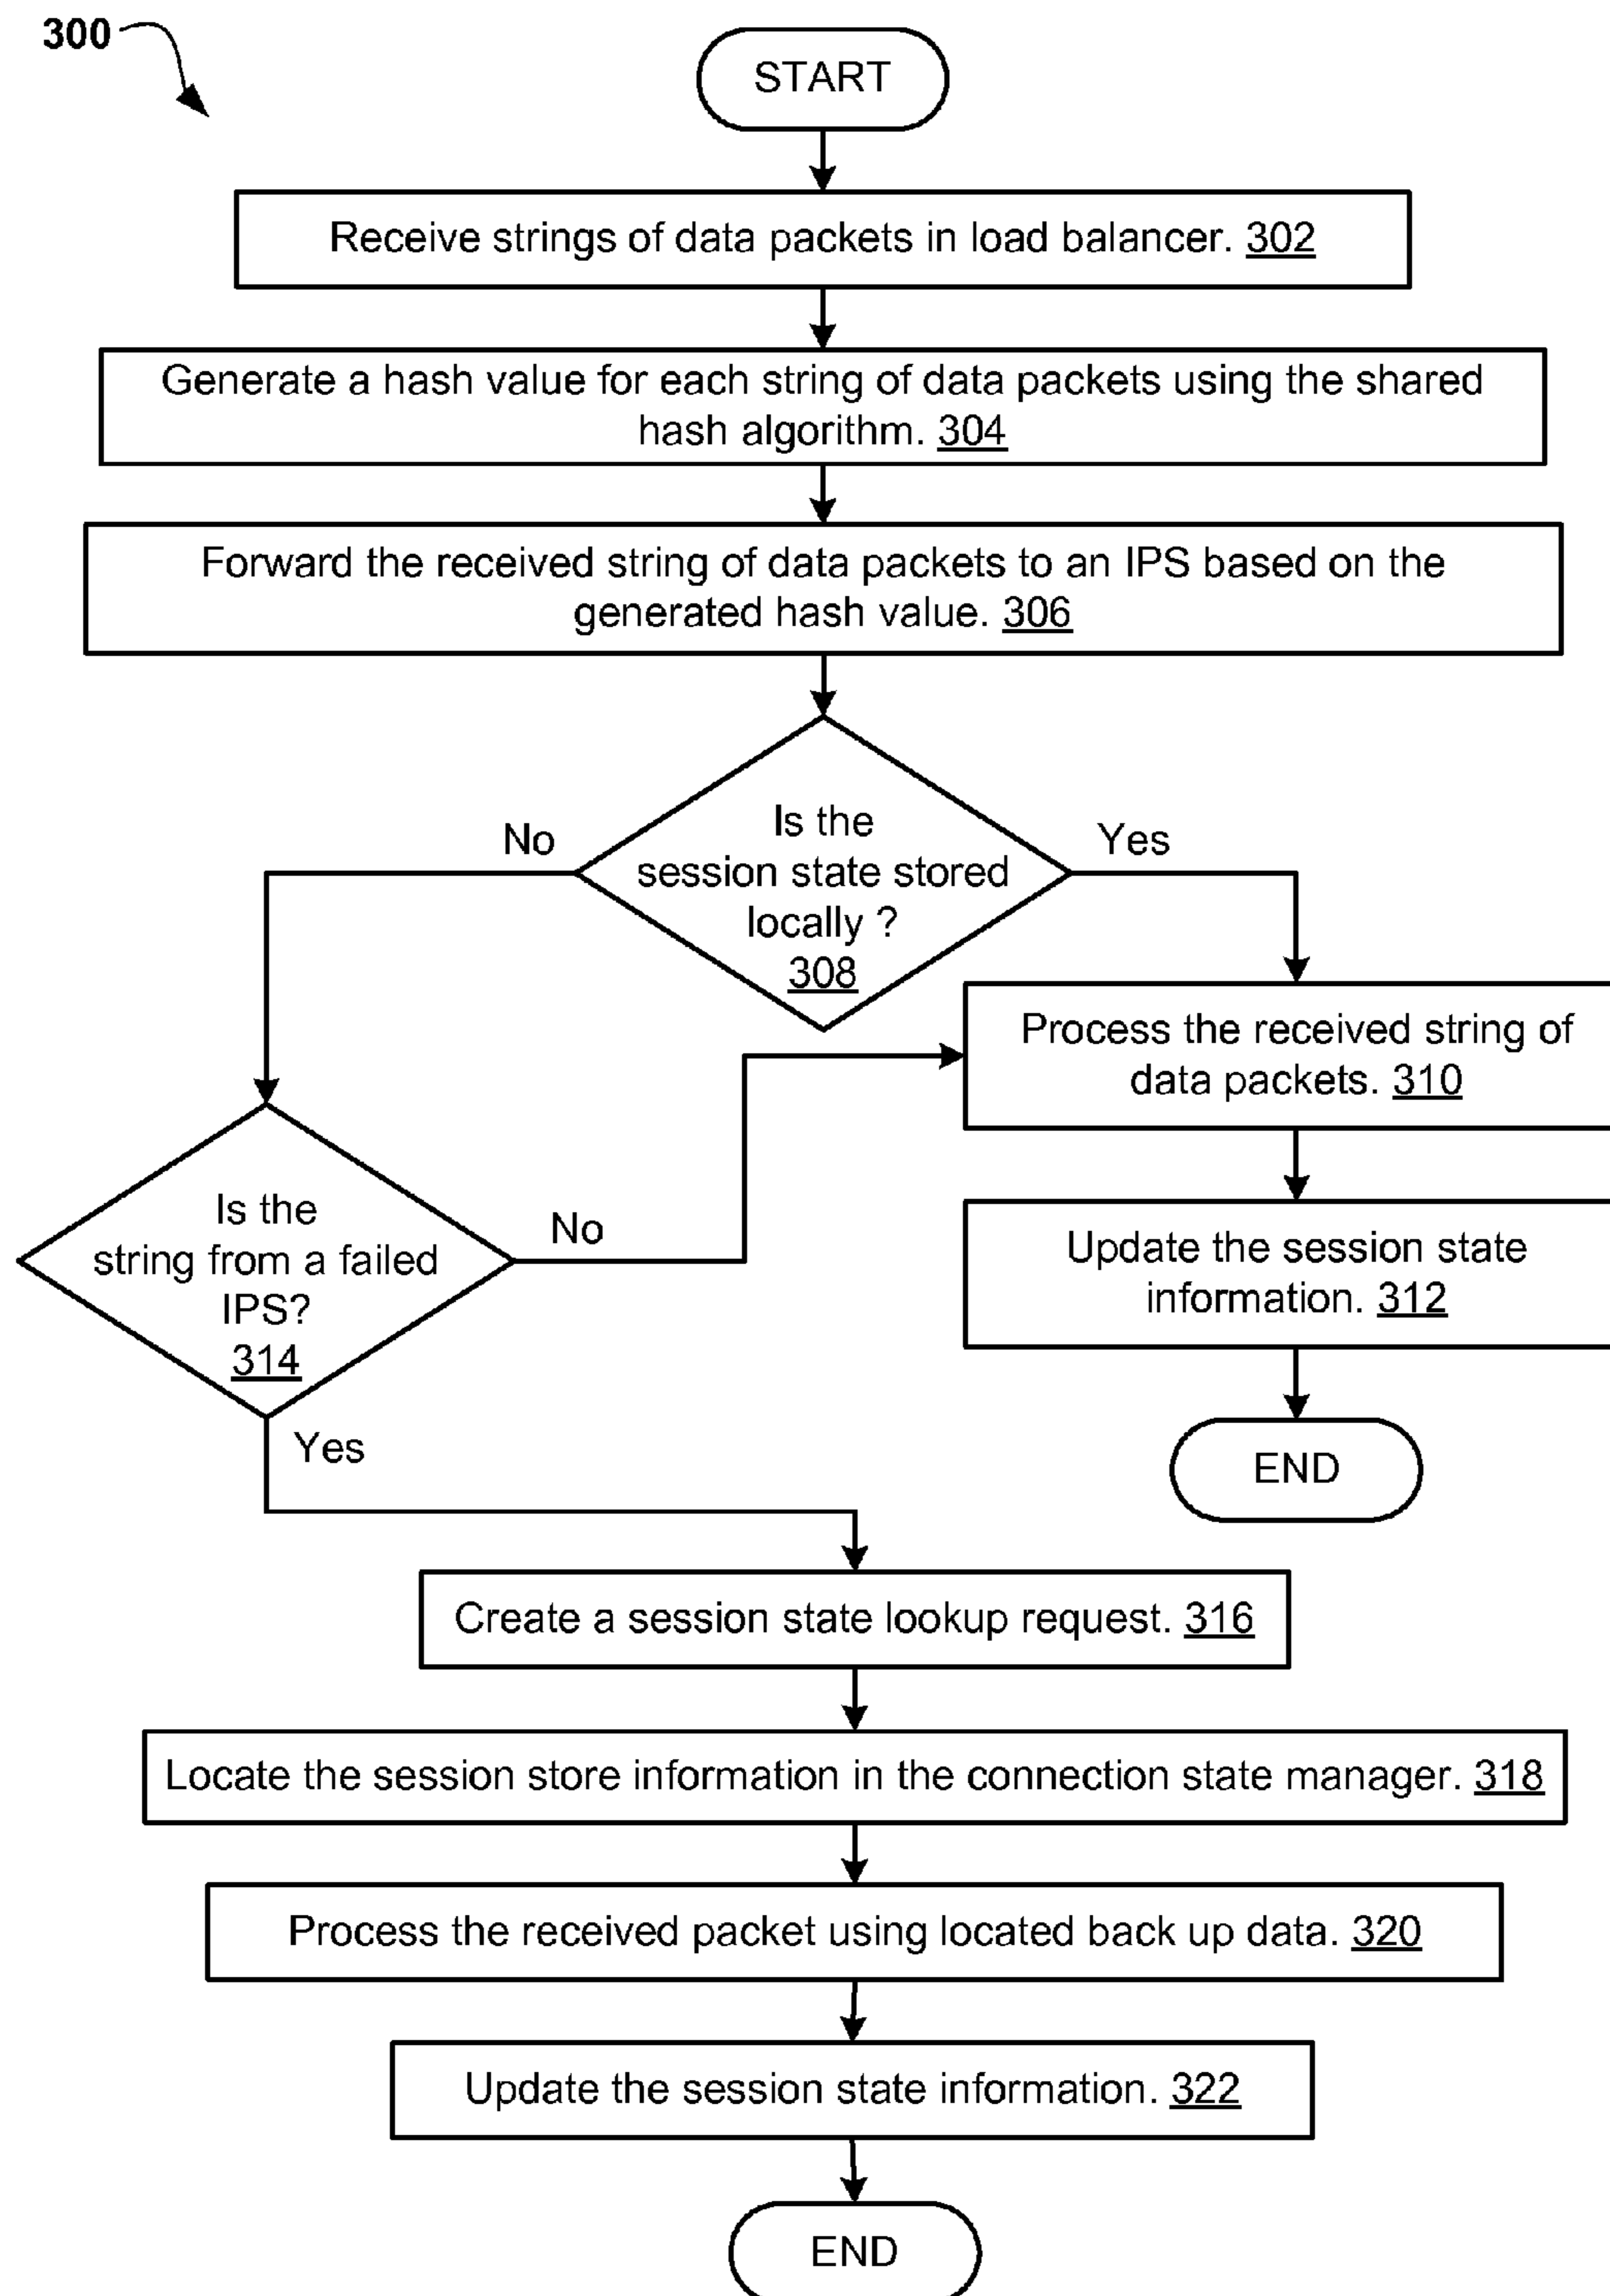 300
START
Receive strings of data packets in load balancer. 302
Generate a hash value for each string of data packets using the shared
hash algorithm. 304
Forward the received string of data packets to an IPS based on the
generated hash value. 306
Is the
session state stored
locally ?
308
No
Yes
Process the received string of
data packets. 310
Update the session state
information. 312
END
Is the
string from a failed
IPS?
314
No
Yes
Create a session state lookup request. 316
Locate the session store information in the connection state manager. 318
Process the received packet using located back up data. 320
Update the session state information. 322
END